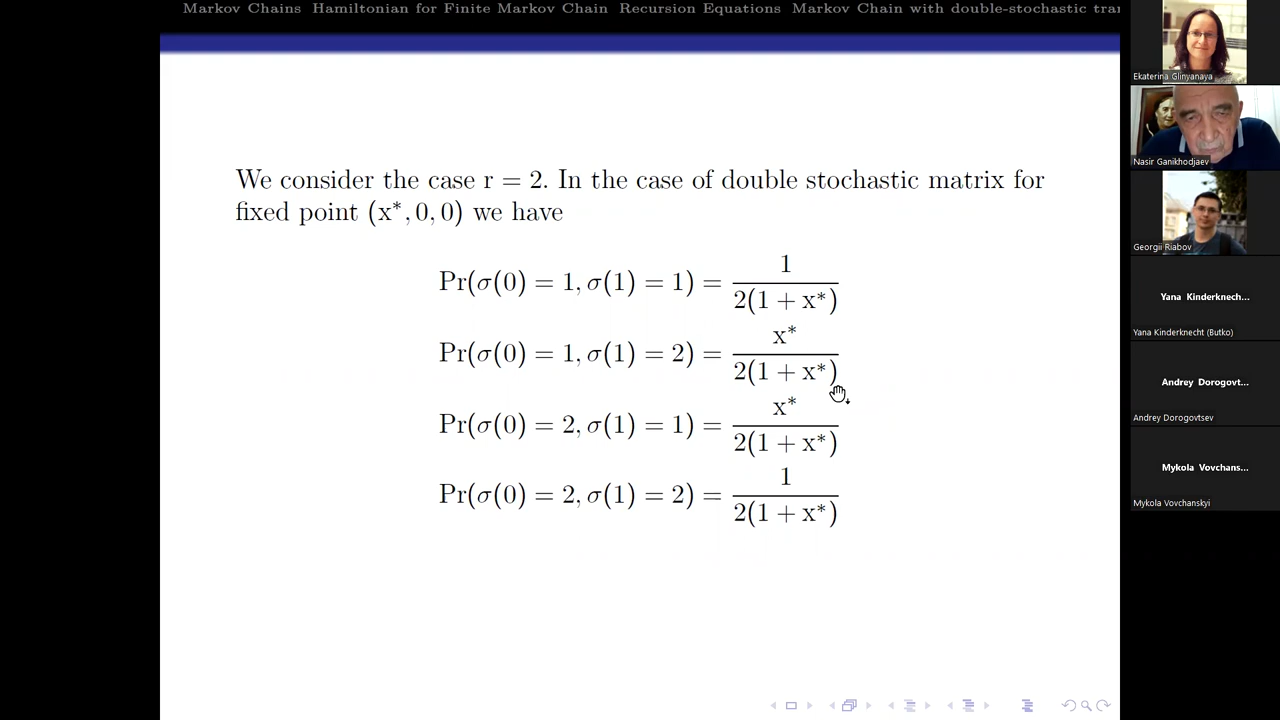 Markov Chains Hamiltonian for Finite Markov Chain Recursion Equations Markov Chain with double-stochastic tran
We consider the case r = 2. In the case of double stochastic matrix for
fixed point (x*, 0, 0) we have
Pr(σ(0) = 1, σ(1) = 1) = 1 / 2(1 + x*)
Pr(σ(0) = 1, σ(1) = 2) = x* / 2(1 + x*)
Pr(σ(0) = 2, σ(1) = 1) = x* / 2(1 + x*)
Pr(σ(0) = 2, σ(1) = 2) = 1 / 2(1 + x*)
Ekaterina Glinyanaya
Nasir Ganikhodjaev
Georgii Riabov
Yana Kinderknech...
Yana Kinderknecht (Butko)
Andrey Dorogovt...
Andrey Dorogovtsev
Mykola Vovchans...
Mykola Vovchanskyi